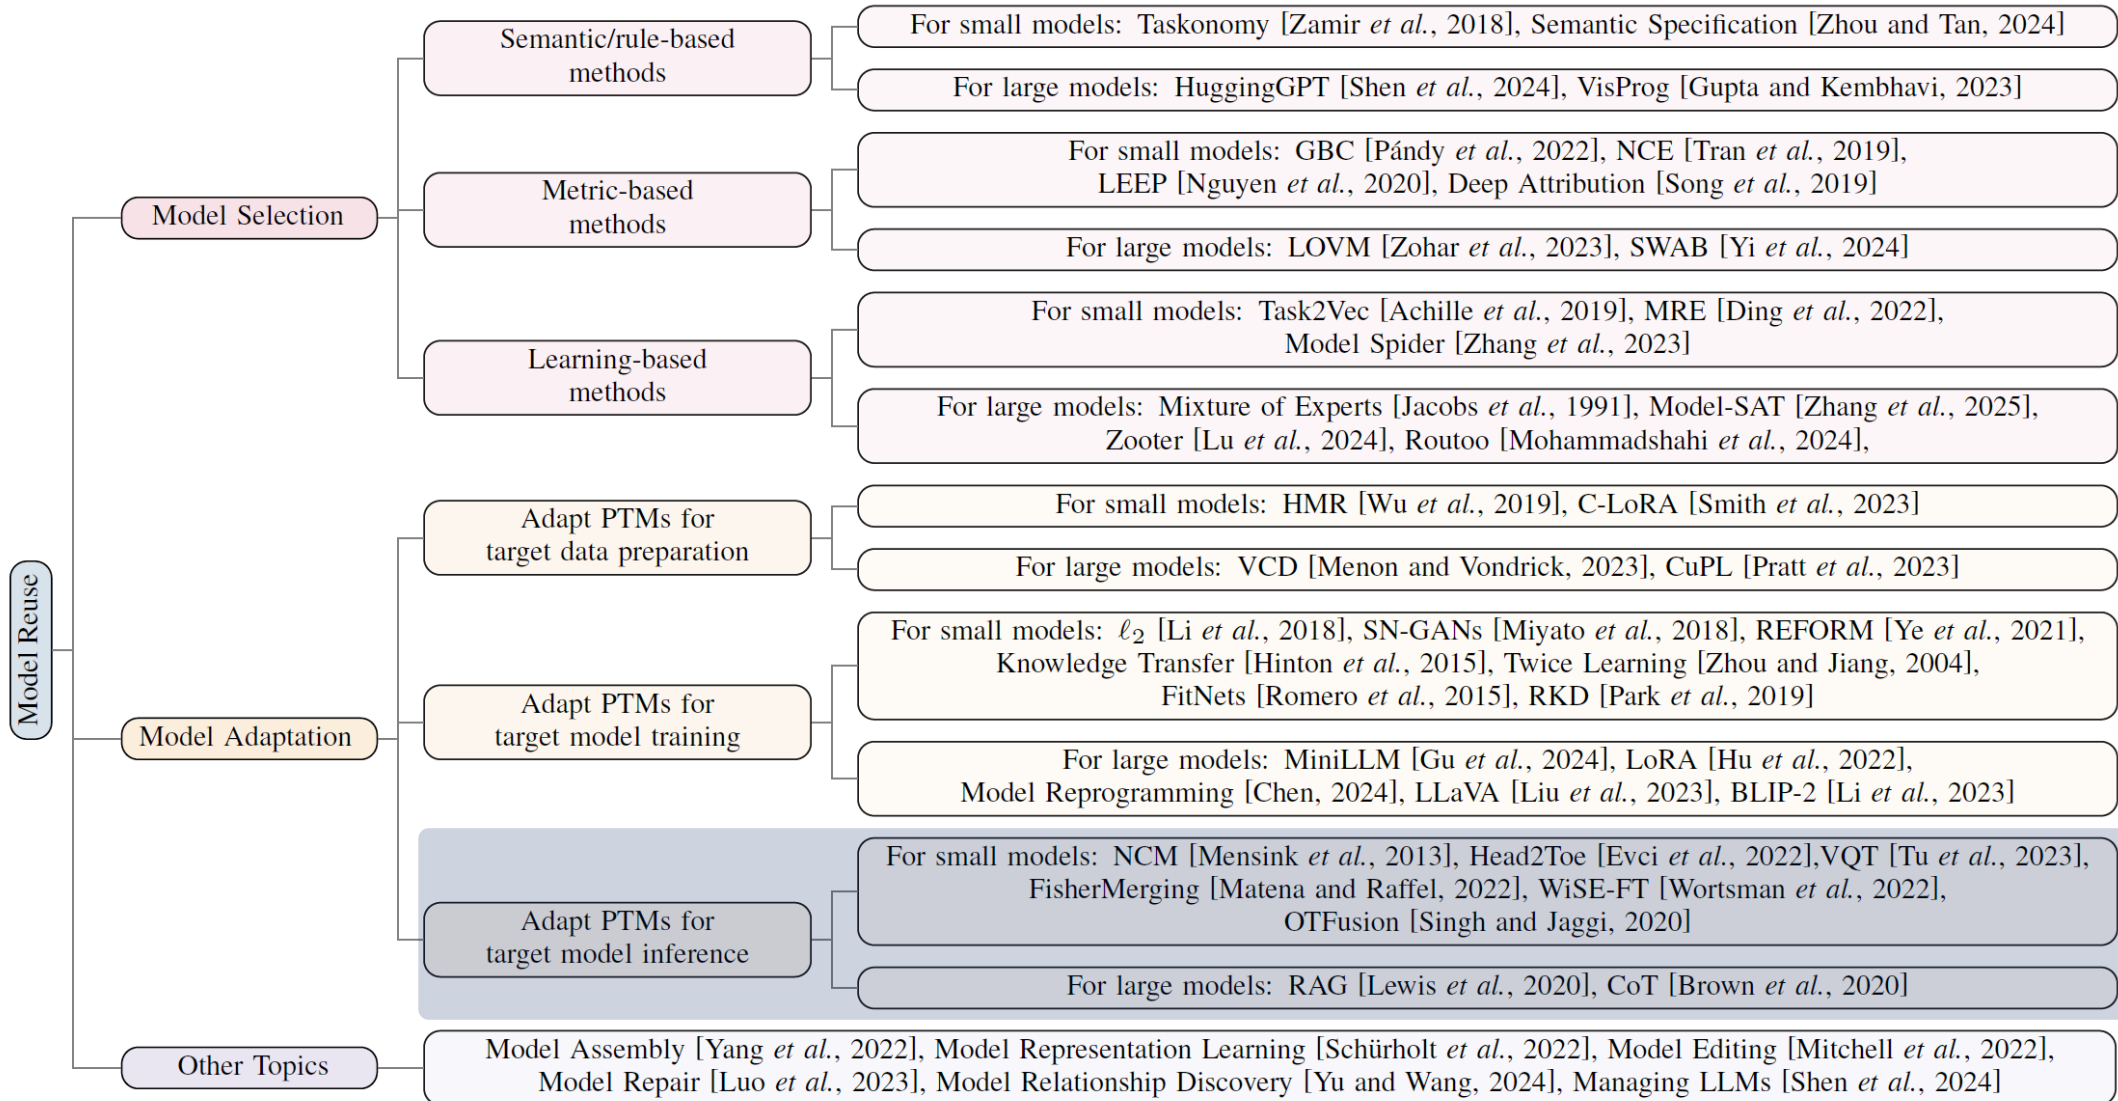 Model Reuse
Model Selection
Semantic/rule-based
methods
For small models: Taskonomy [Zamir et al., 2018], Semantic Specification [Zhou and Tan, 2024]
For large models: HuggingGPT [Shen et al., 2024], VisProg [Gupta and Kembhavi, 2023]
Metric-based
methods
For small models: GBC [Pándy et al., 2022], NCE [Tran et al., 2019],
LEEP [Nguyen et al., 2020], Deep Attribution [Song et al., 2019]
For large models: LOVM [Zohar et al., 2023], SWAB [Yi et al., 2024]
Learning-based
methods
For small models: Task2Vec [Achille et al., 2019], MRE [Ding et al., 2022],
Model Spider [Zhang et al., 2023]
For large models: Mixture of Experts [Jacobs et al., 1991], Model-SAT [Zhang et al., 2025],
Zooter [Lu et al., 2024], Routoo [Mohammadshahi et al., 2024],
Model Adaptation
Adapt PTMs for
target data preparation
For small models: HMR [Wu et al., 2019], C-LoRA [Smith et al., 2023]
For large models: VCD [Menon and Vondrick, 2023], CuPL [Pratt et al., 2023]
Adapt PTMs for
target model training
For small models: ℓ₂ [Li et al., 2018], SN-GANs [Miyato et al., 2018], REFORM [Ye et al., 2021],
Knowledge Transfer [Hinton et al., 2015], Twice Learning [Zhou and Jiang, 2004],
FitNets [Romero et al., 2015], RKD [Park et al., 2019]
For large models: MiniLLM [Gu et al., 2024], LoRA [Hu et al., 2022],
Model Reprogramming [Chen, 2024], LLaVA [Liu et al., 2023], BLIP-2 [Li et al., 2023]
Adapt PTMs for
target model inference
For small models: NCM [Mensink et al., 2013], Head2Toe [Evci et al., 2022],VQT [Tu et al., 2023],
FisherMerging [Matena and Raffel, 2022], WiSE-FT [Wortsman et al., 2022],
OTFusion [Singh and Jaggi, 2020]
For large models: RAG [Lewis et al., 2020], CoT [Brown et al., 2020]
Other Topics
Model Assembly [Yang et al., 2022], Model Representation Learning [Schürholt et al., 2022], Model Editing [Mitchell et al., 2022],
Model Repair [Luo et al., 2023], Model Relationship Discovery [Yu and Wang, 2024], Managing LLMs [Shen et al., 2024]